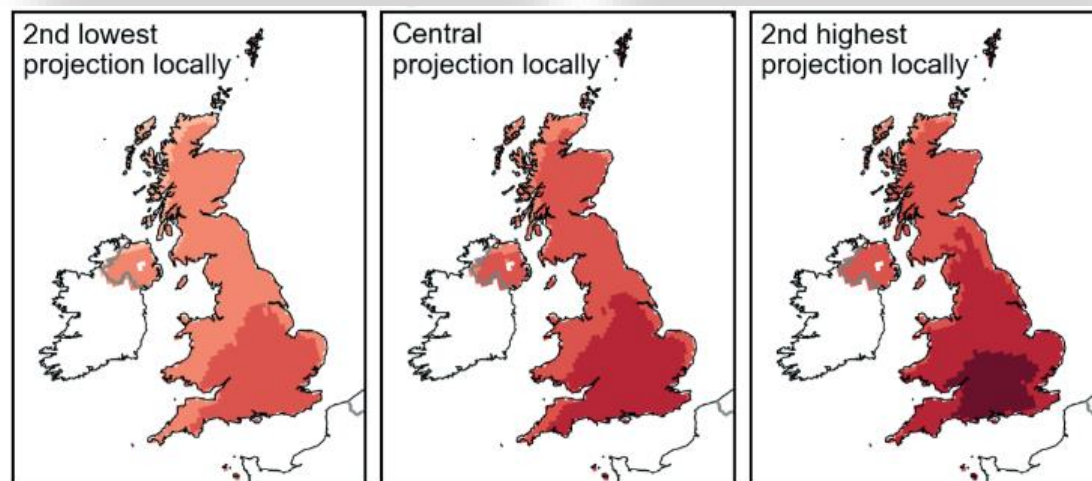 2nd lowest
projection locally
Central
projection locally
2nd highest
projection locally